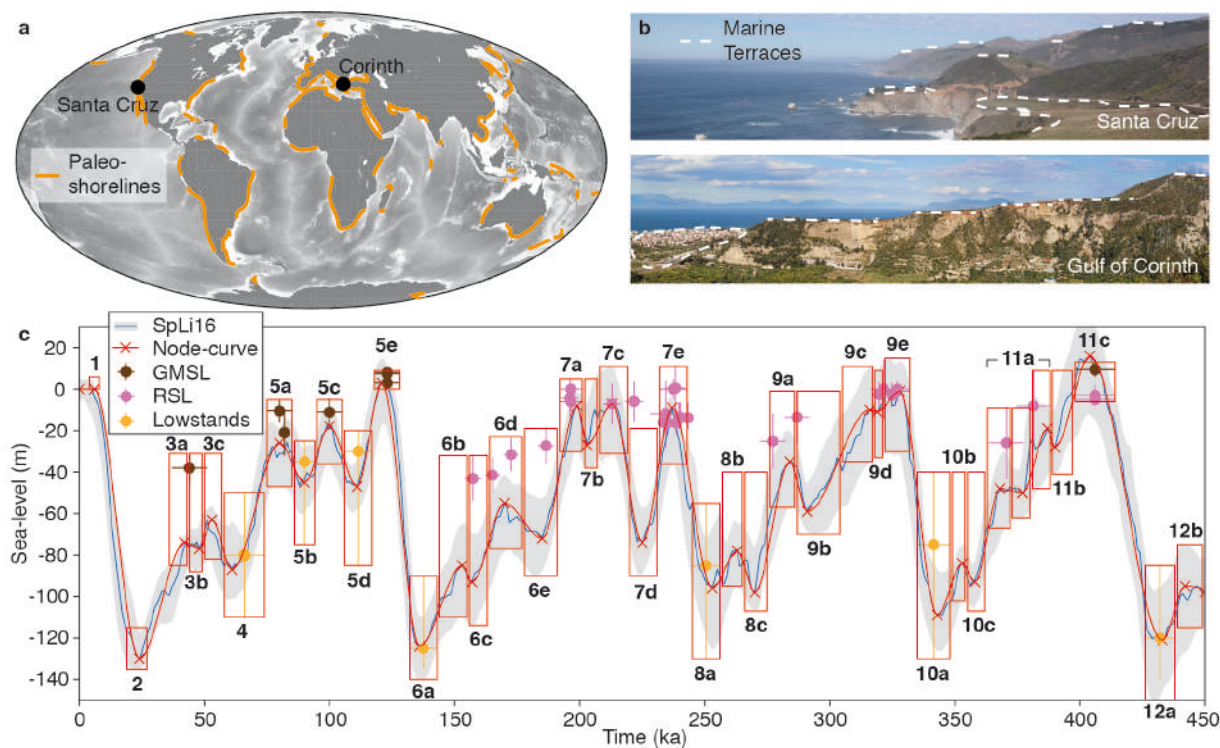 a
Corinth
Santa Cruz
Paleo-
shorelines
b
Marine
Terraces
Santa Cruz
Gulf of Corinth
c
SpLi16
Node-curve
GMSL
RSL
Lowstands
Sea-level (m)
20
0
-20
-40
-60
-80
-100
-120
-140
1
2
3a
3c
3b
4
5a
5b
5c
5d
5e
6a
6b
6c
6d
6e
7a
7b
7c
7d
7e
8a
8b
8c
9a
9b
9c
9d
9e
10a
10b
10c
11a
11b
11c
12a
12b
0
50
100
150
200
250
300
350
400
450
Time (ka)